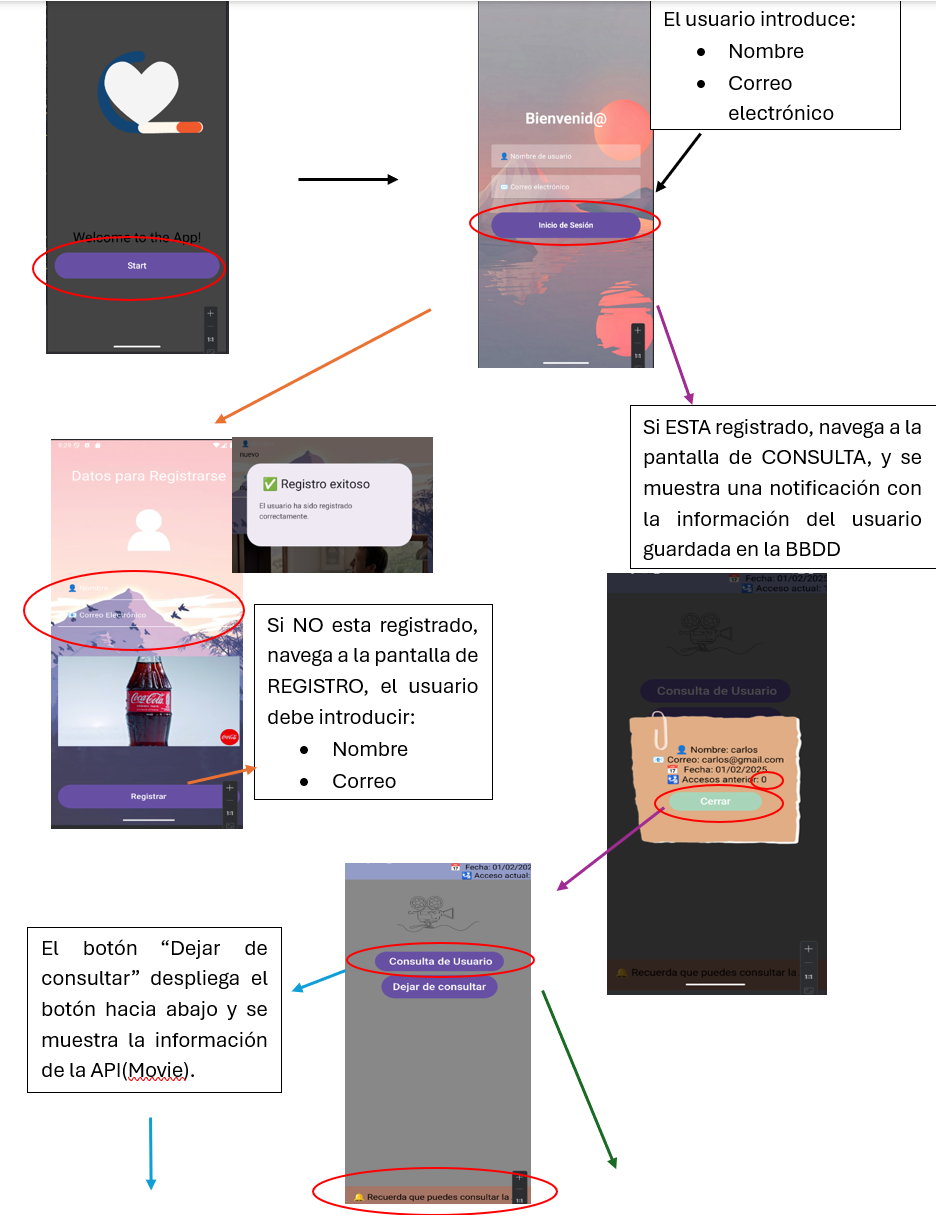 El usuario introduce:
Nombre
Correo
electrónico
Welcome to the App!
Start
1:1
Bienvenid@
Nombre de usuario
Correo electrónico
Inicio de Sesión
1:1
Si ESTA registrado, navega a la
pantalla de CONSULTA, y se
muestra una notificación con
la información del usuario
guardada en la BBDD
Datos para Registrarse
Correo Electrónico
Coca-Cola
Registrar
1:1
nuevo
Registro exitoso
El usuario ha sido registrado
correctamente.
Si NO esta registrado,
navega a la pantalla de
REGISTRO, el usuario
debe introducir:
Nombre
Correo
Fecha: 01/02/2025
Acceso actual:
Consulta de Usuario
Nombre: carlos
Correo: carlos@gmail.com
Fecha: 01/02/2025
Accesos anterior: 0
Cerrar
Recuerda que puedes consultar la
1:1
Fecha: 01/02/202
Acceso actual:
Consulta de Usuario
Dejar de consultar
Recuerda que puedes consultar la
1:1
El botón “Dejar de
consultar” despliega el
botón hacia abajo y se
muestra la información
de la API(Movie).